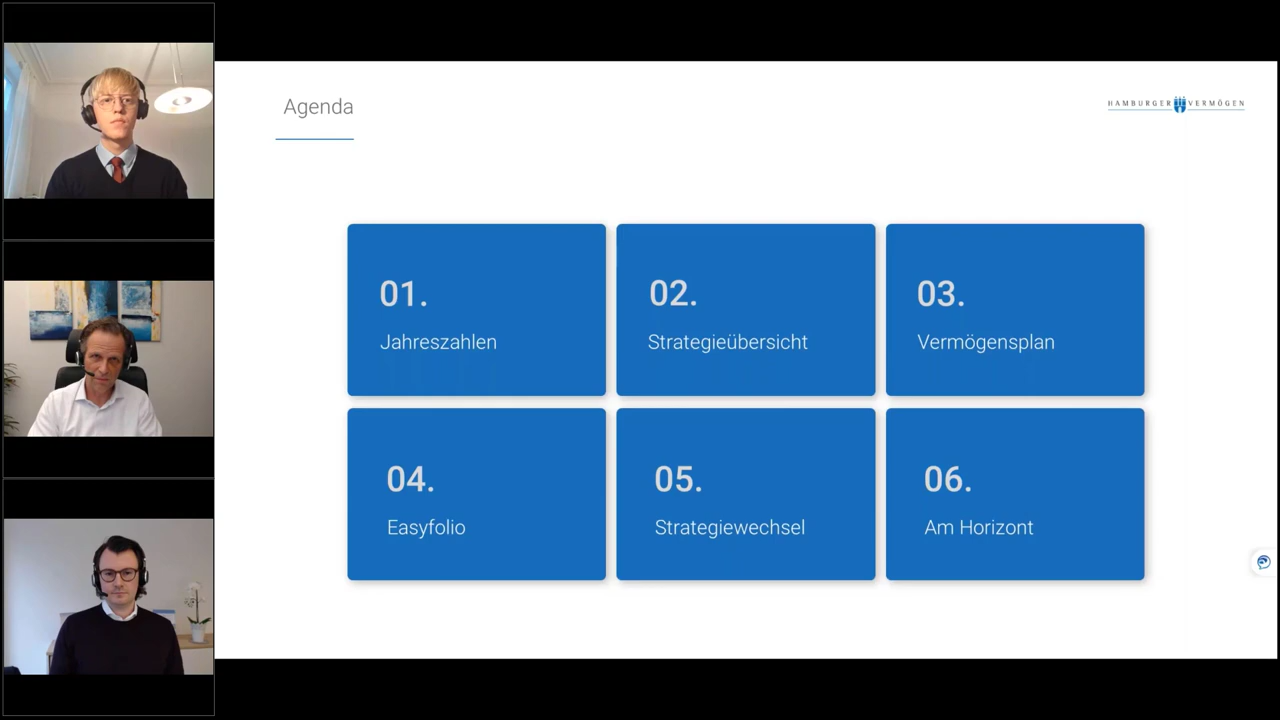 Agenda
HAMBURGER VERMÖGEN
01.
Jahreszahlen
02.
Strategieübersicht
03.
Vermögensplan
04.
Easyfolio
05.
Strategiewechsel
06.
Am Horizont